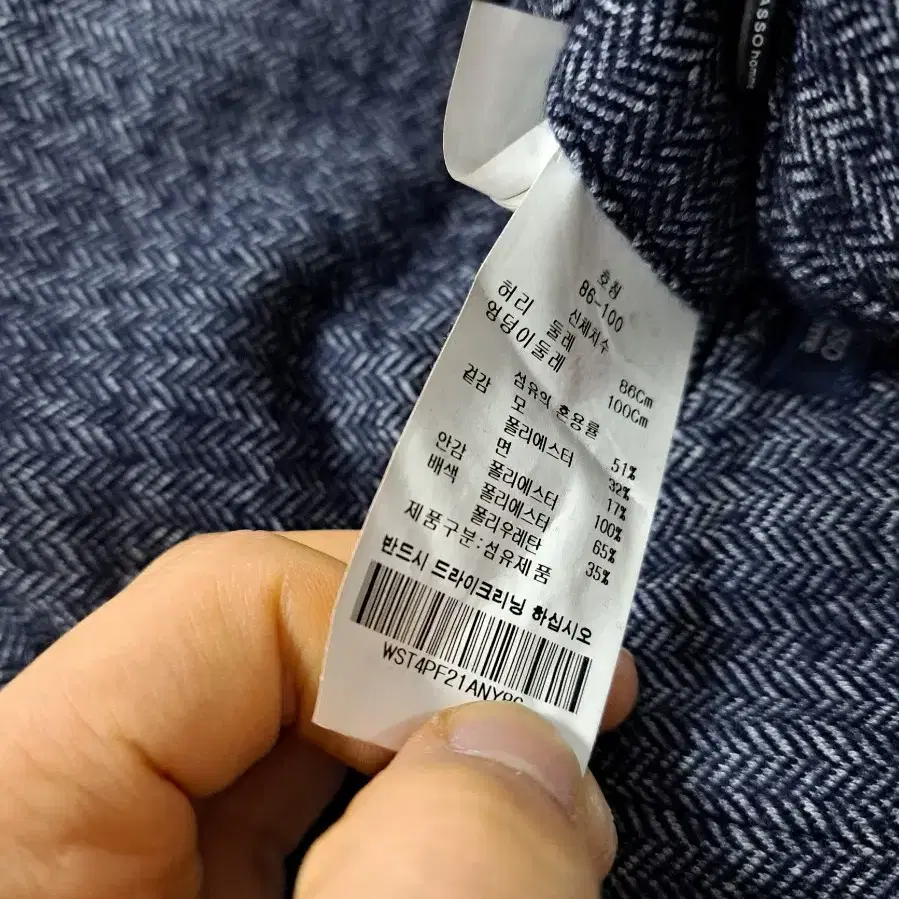 ASSO homme
호칭
86-100
신체치수
허리 둘레 86Cm
엉덩이둘레 100Cm
섬유의 혼용률
겉감 모 51%
폴리에스터 32%
면 17%
안감 폴리에스터 100%
배색 폴리에스터 65%
폴리우레탄 35%
제품구분:섬유제품
반드시 드라이크리닝 하십시오
WST4PF21ANY